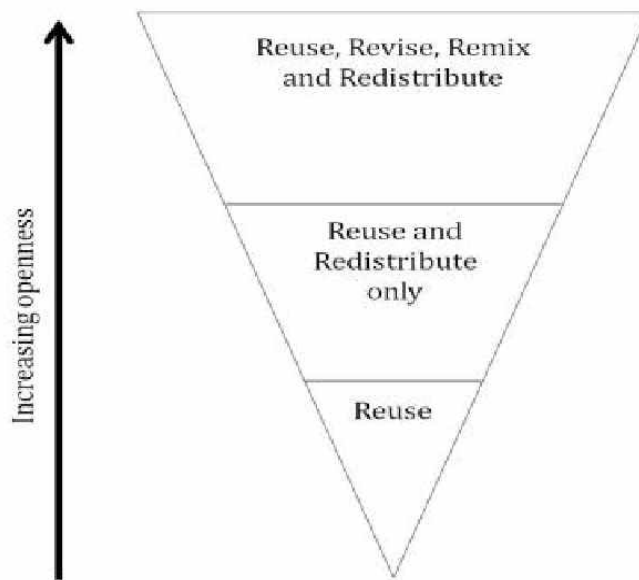 Reuse, Revise, Remix
and Redistribute
Reuse and
Redistribute
only
Reuse
Increasing openness